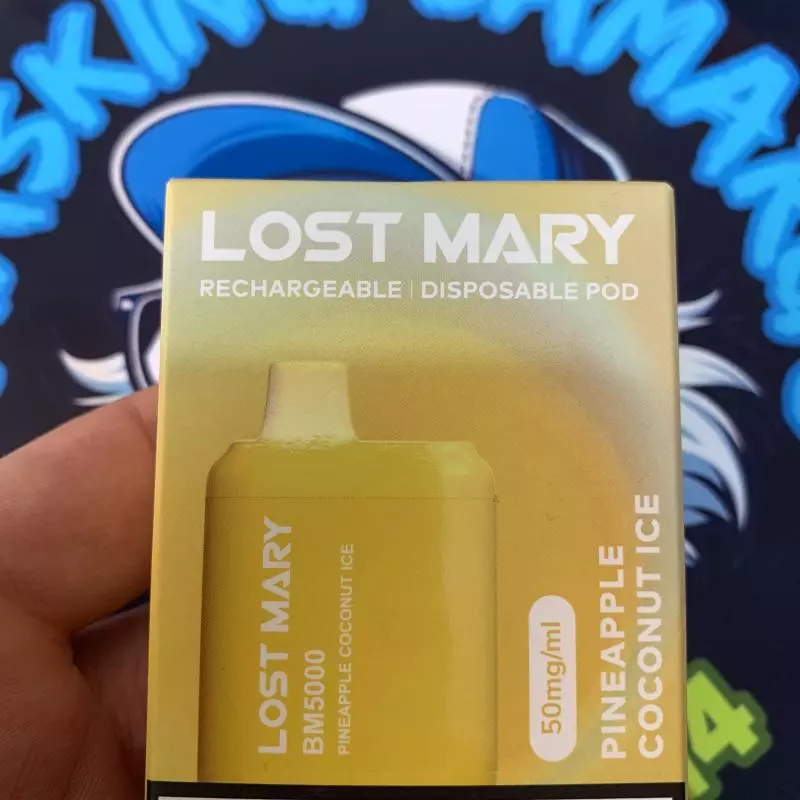 LOST MARY
RECHARGEABLE | DISPOSABLE POD
LOST MARY
BM5000
PINEAPPLE COCONUT ICE
50mg/ml
PINEAPPLE
COCONUT ICE